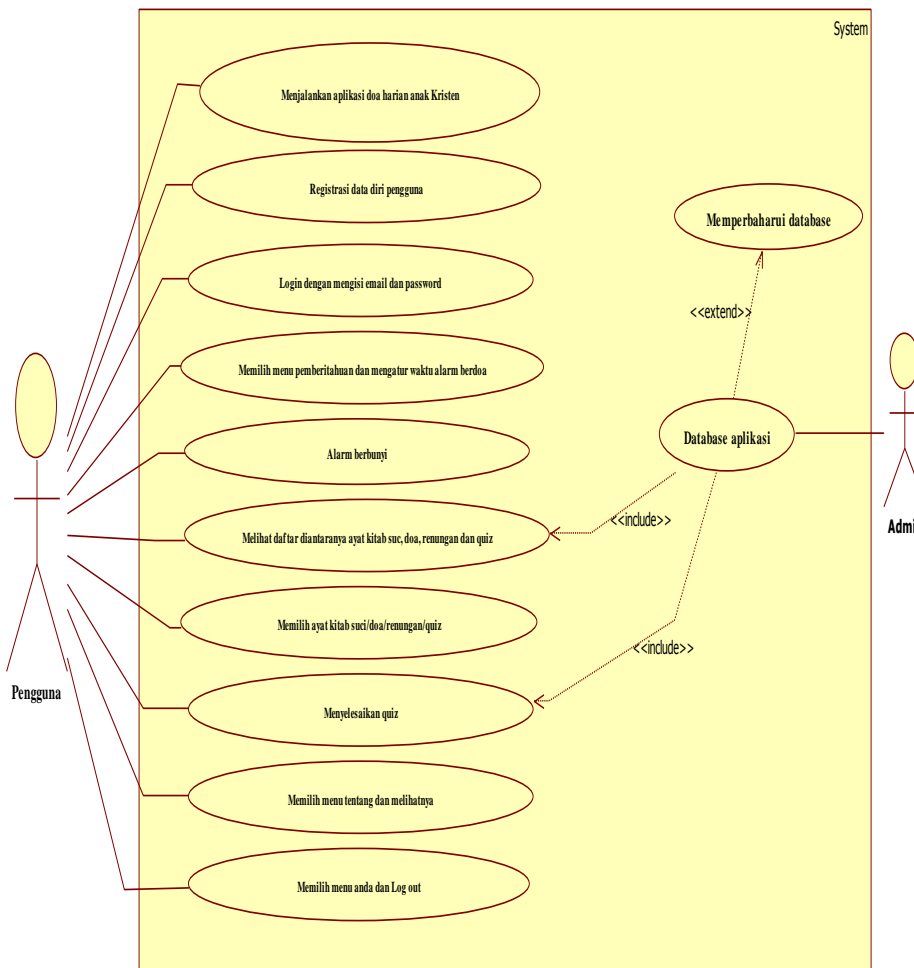 System
Menjalankan aplikasi doa harian anak Kristen
Registrasi data diri pengguna
Memperbaharui database
Login dengan mengisi email dan password
<<extend>>
Memilih menu pemberitahuan dan mengatur waktu alarm berdoa
Database aplikasi
Alarm berbunyi
<<include>>
Admi
Melihat daftar diantaranya ayat kitab suc, doa, renungan dan quiz
Memilih ayat kitab suci/doa/renungan/quiz
<<include>>
Pengguna
Menyelesaikan quiz
Memilih menu tentang dan melihatnya
Memilih menu anda dan Log out